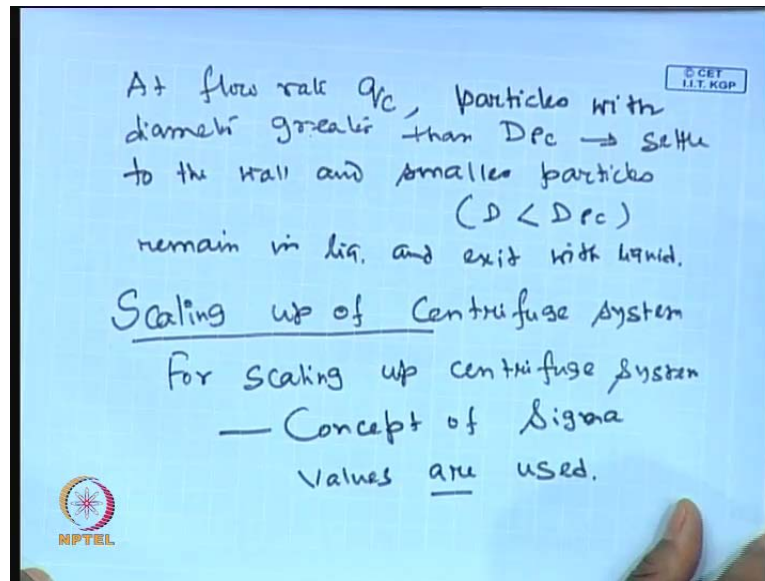 © CET
I.I.T. KGP
At flow rate qc, particles with
diameter greater than Dpc → settle
to the wall and smaller particles
(D < Dpc)
remain in liq. and exit with liquid.
Scaling up of Centrifuge system
For scaling up centrifuge system
— Concept of Sigma
values are used.
NPTEL